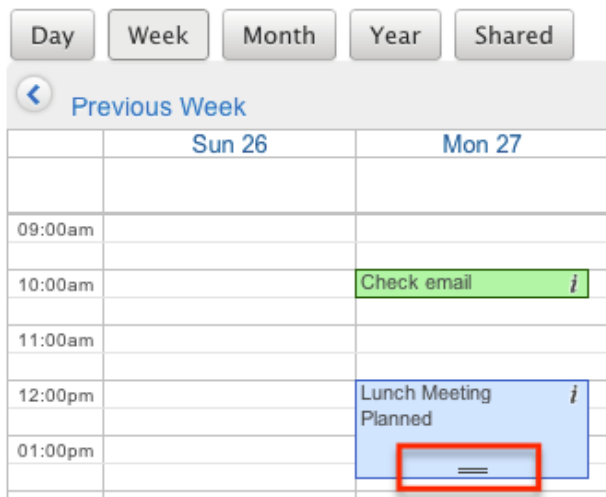 Day Week Month Year Shared
Previous Week
Sun 26 Mon 27
09:00am
10:00am Check email i
11:00am
12:00pm Lunch Meeting i
Planned
01:00pm